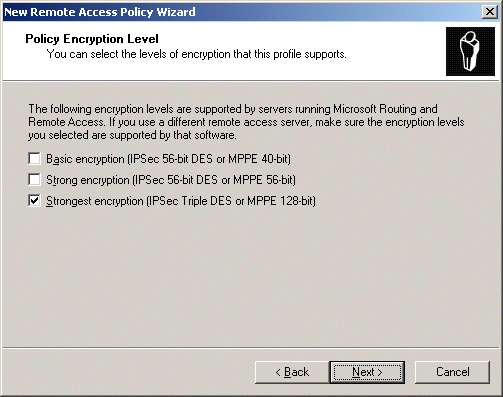 New Remote Access Policy Wizard
Policy Encryption Level
You can select the levels of encryption that this profile supports.
The following encryption levels are supported by servers running Microsoft Routing and
Remote Access. If you use a different remote access server, make sure the encryption levels
you selected are supported by that software.
Basic encryption (IPSec 56-bit DES or MPPE 40-bit)
Strong encryption (IPSec 56-bit DES or MPPE 56-bit)
Strongest encryption (IPSec Triple DES or MPPE 128-bit)
< Back Next > Cancel